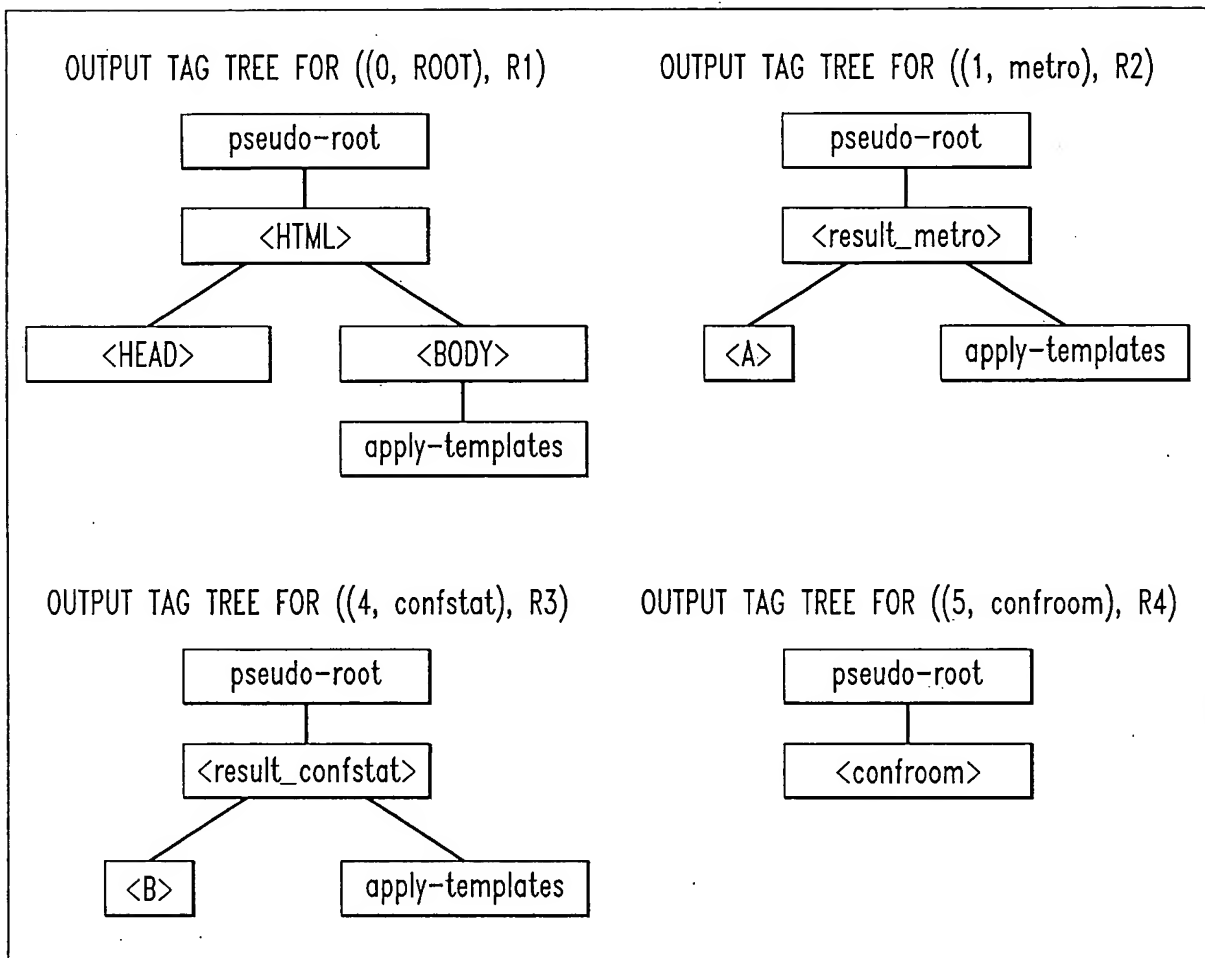 OUTPUT TAG TREE FOR ((0, ROOT), R1)
pseudo-root
<HTML>
<HEAD>
<BODY>
apply-templates
OUTPUT TAG TREE FOR ((1, metro), R2)
pseudo-root
<result_metro>
<A>
apply-templates
OUTPUT TAG TREE FOR ((4, confstat), R3)
pseudo-root
<result_confstat>
<B>
apply-templates
OUTPUT TAG TREE FOR ((5, confroom), R4)
pseudo-root
<confroom>